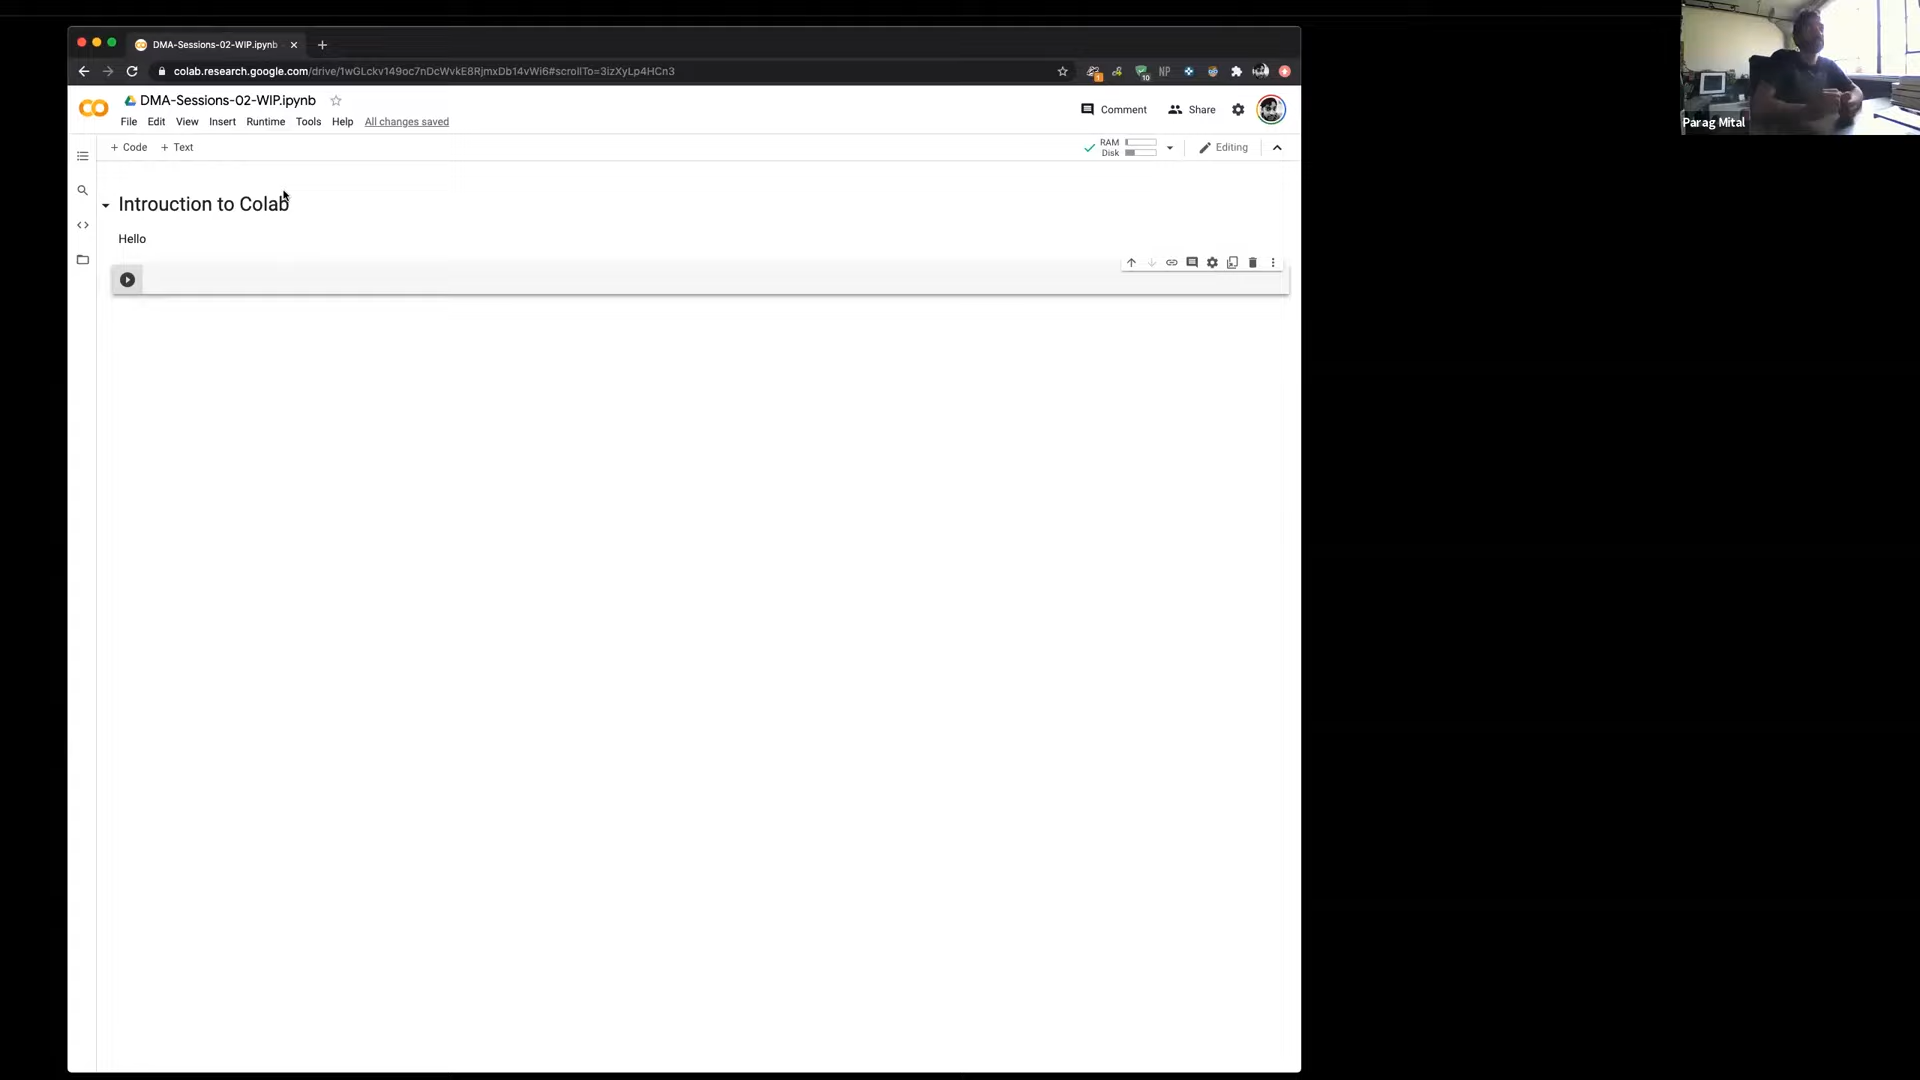 DMA-Sessions-02-WIP.ipynb
colab.research.google.com/drive/1wGLckv149oc7nDcWvkE8RjmxDb14vWi6#scrollTo=3izXyLp4HCn3
10
NP
DMA-Sessions-02-WIP.ipynb
Comment
Share
File Edit View Insert Runtime Tools Help All changes saved
+ Code + Text
RAM
Disk
Editing
Introuction to Colab
Hello
Parag Mital